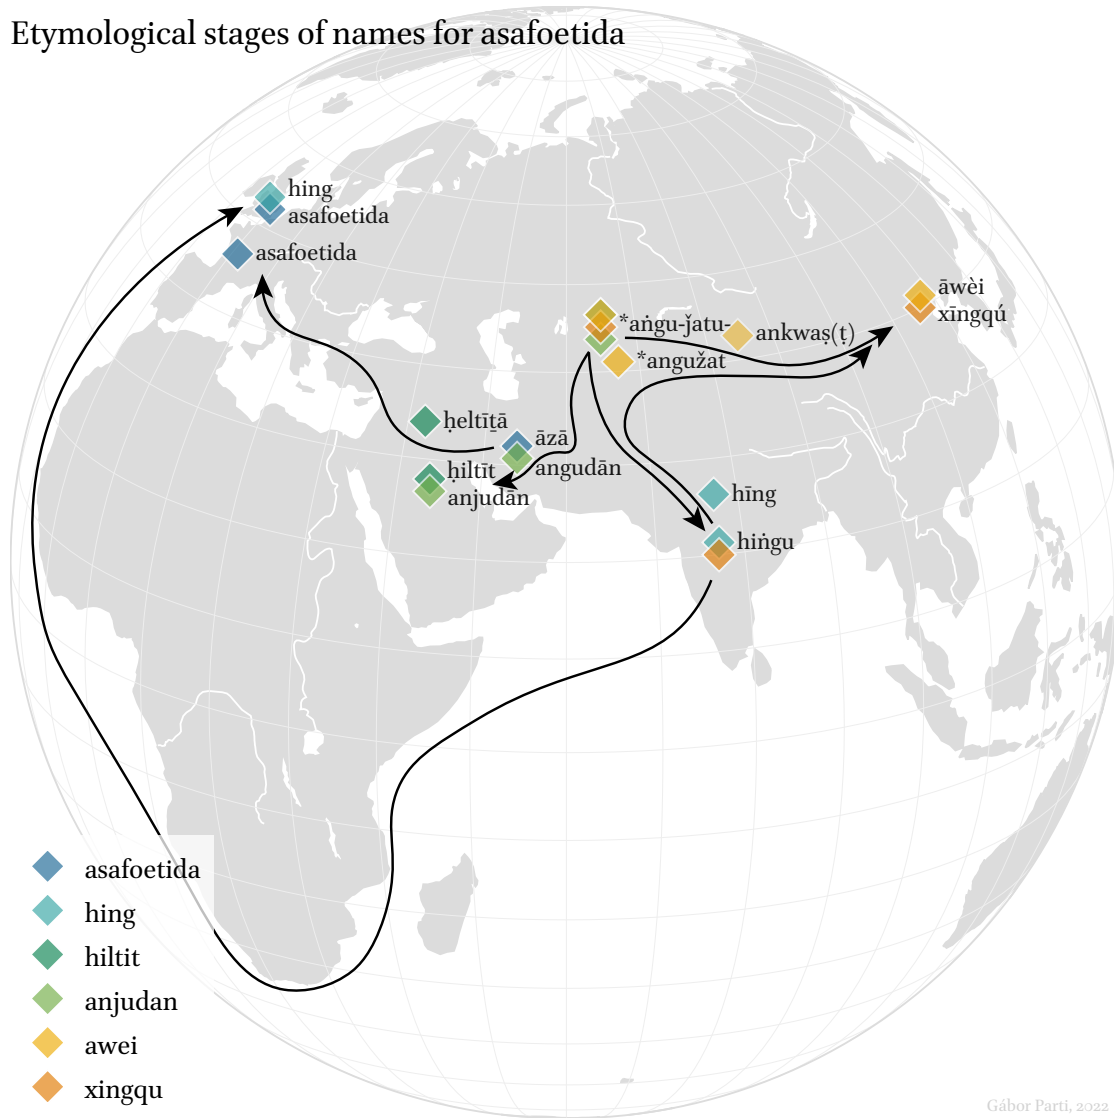 Etymological stages of names for asafoetida
hing
asafoetida
asafoetida
āwèi
xīngqú
*aṅgu-ǰatu-
ankwaṣ(ṭ)
*angužat
ḥeltīṯā
āzā
angudān
ḥiltīt
anjudān
hīng
hiṅgu
asafoetida
hing
hiltit
anjudan
awei
xingqu
Gábor Parti, 2022